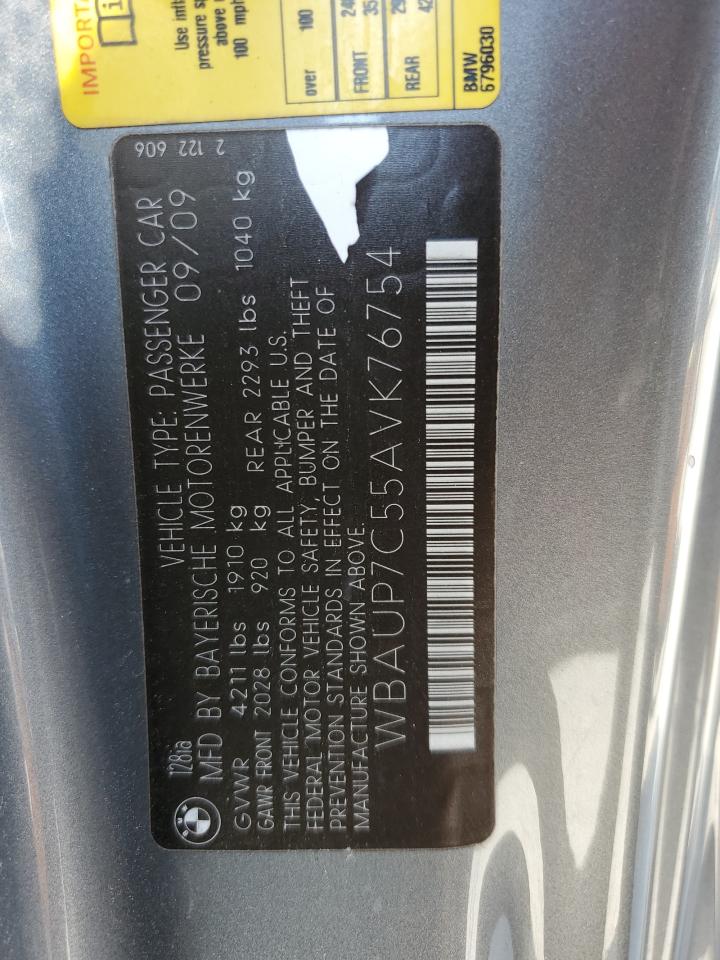 IMPORTA
Use intl
pressure sp
above l
100 mph
over 100
FRONT
REAR
BMW
6796030
128ia
2 122 606
VEHICLE TYPE: PASSENGER CAR
MFD BY BAYERISCHE MOTORENWERKE 09/09
GVWR 4211 lbs 1910 kg
GAWR FRONT 2028 lbs 920 kg REAR 2293 lbs 1040 kg
THIS VEHICLE CONFORMS TO ALL APPLICABLE U.S.
FEDERAL MOTOR VEHICLE SAFETY, BUMPER AND THEFT
PREVENTION STANDARDS IN EFFECT ON THE DATE OF
MANUFACTURE SHOWN ABOVE.
WBAUP7C55AVK76754